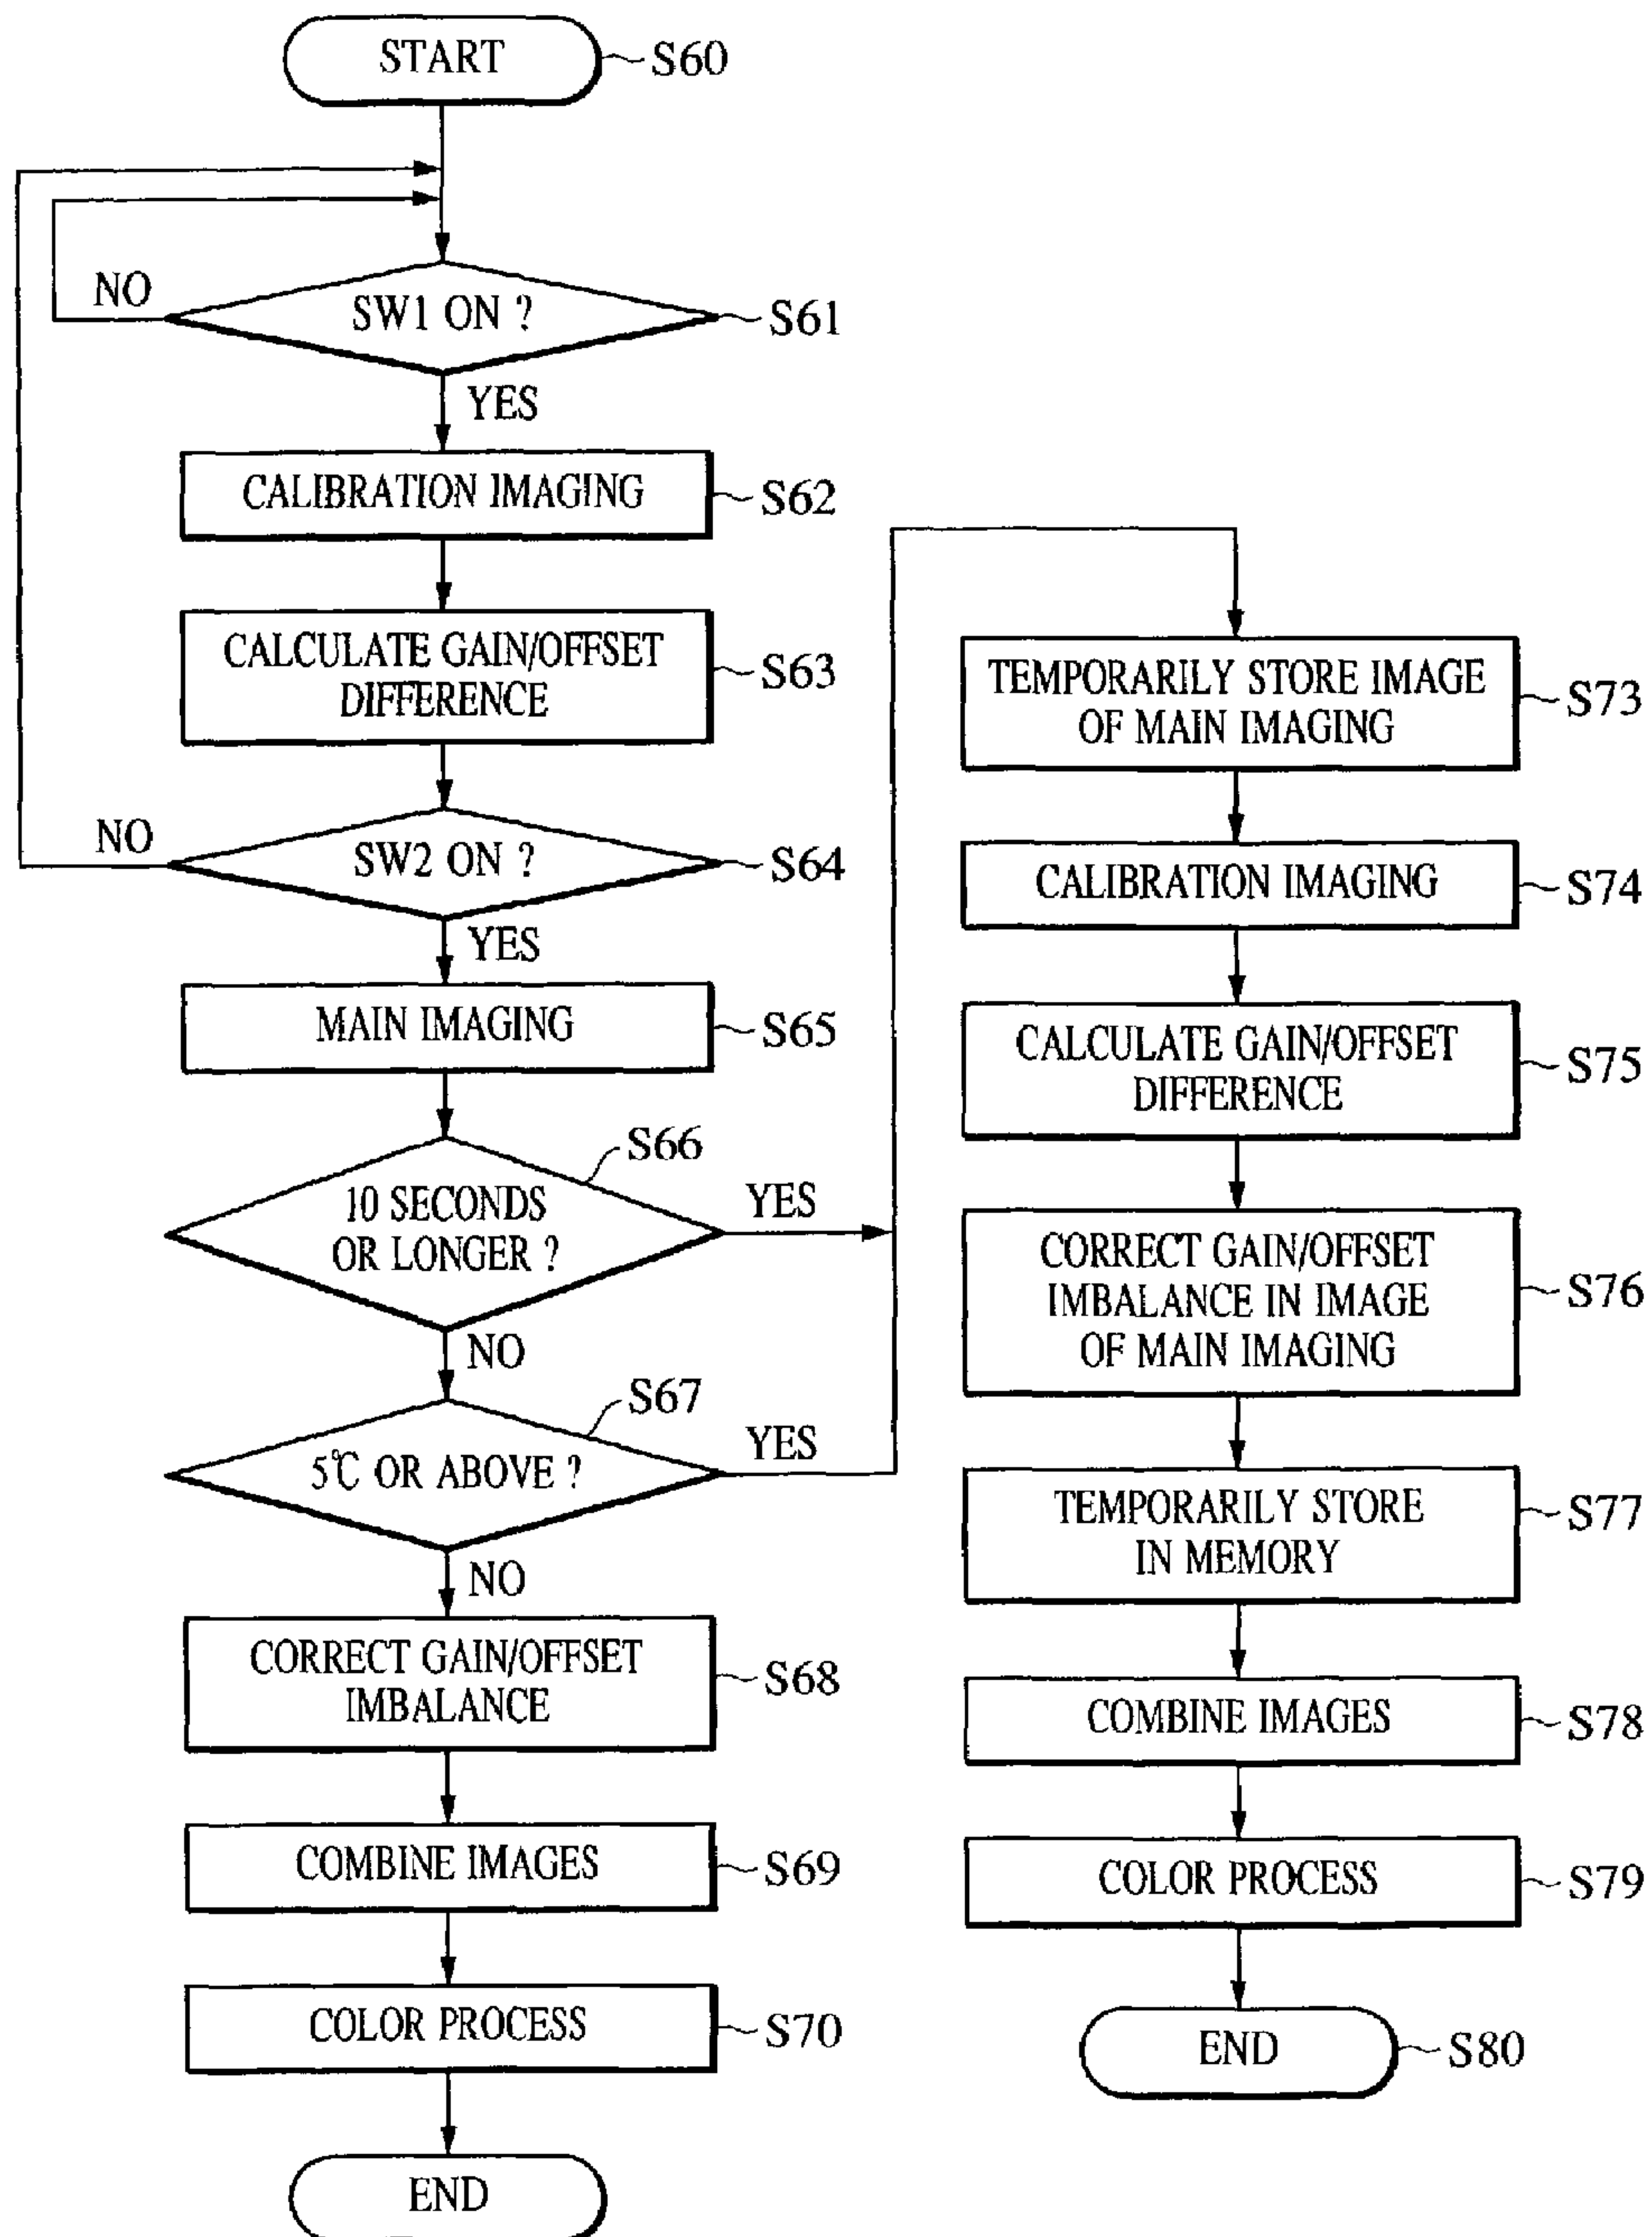 START
S60
NO
SW1 ON ?
S61
YES
CALIBRATION IMAGING
S62
CALCULATE GAIN/OFFSET
DIFFERENCE
S63
NO
SW2 ON ?
S64
YES
MAIN IMAGING
S65
S66
10 SECONDS
OR LONGER ?
YES
NO
S67
5℃ OR ABOVE ?
YES
NO
CORRECT GAIN/OFFSET
IMBALANCE
S68
COMBINE IMAGES
S69
COLOR PROCESS
S70
END
TEMPORARILY STORE IMAGE
OF MAIN IMAGING
S73
CALIBRATION IMAGING
S74
CALCULATE GAIN/OFFSET
DIFFERENCE
S75
CORRECT GAIN/OFFSET
IMBALANCE IN IMAGE
OF MAIN IMAGING
S76
TEMPORARILY STORE
IN MEMORY
S77
COMBINE IMAGES
S78
COLOR PROCESS
S79
END
S80